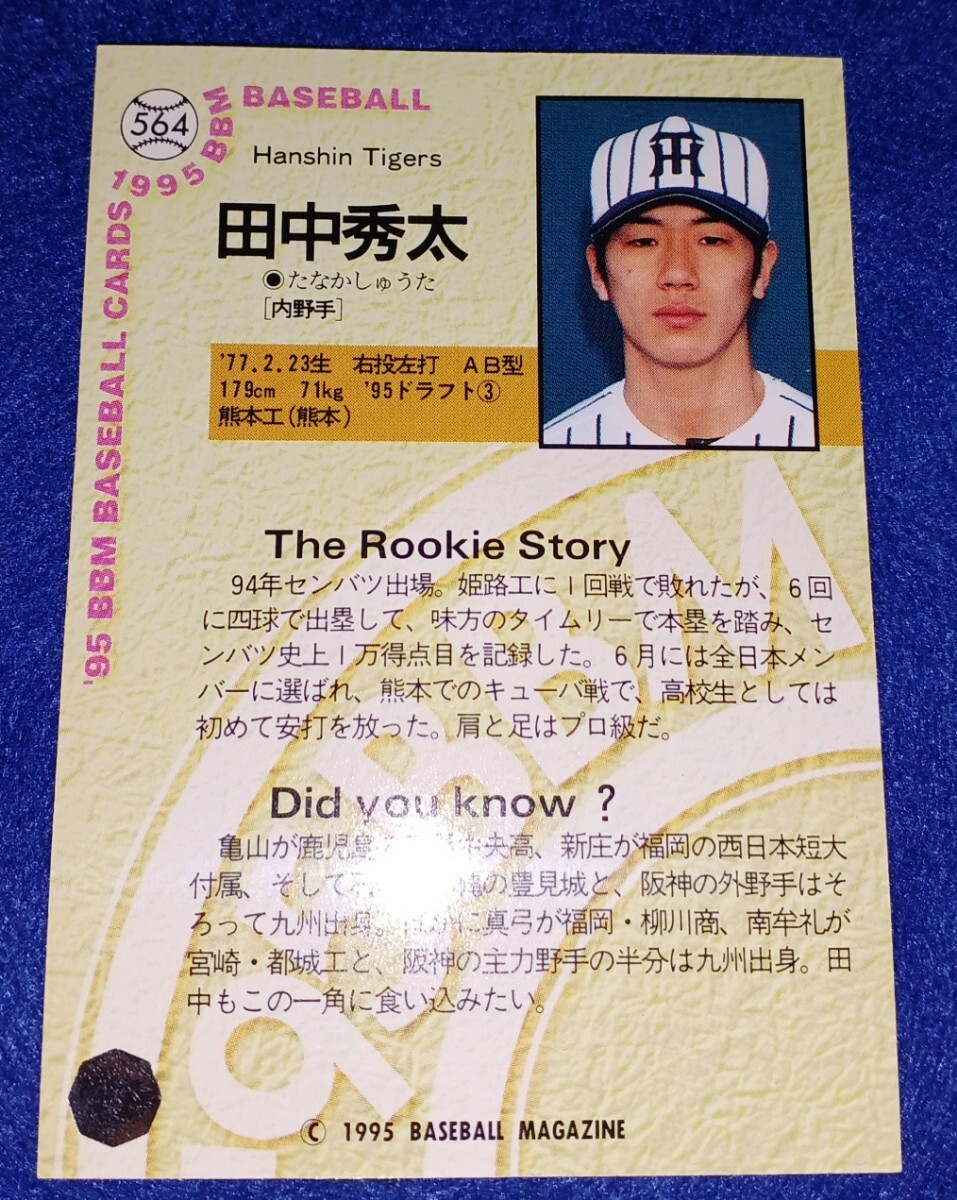 564
1995 BBM BASEBALL
'95 BBM BASEBALL CARDS
Hanshin Tigers
田中秀太
◉たなかしゅうた
[内野手]
'77.2.23生 右投左打 AB型
179cm 71kg '95ドラフト③
熊本工(熊本)
The Rookie Story
94年センバツ出場。姫路工に1回戦で敗れたが、6回
に四球で出塁して、味方のタイムリーで本塁を踏み、セ
ンバツ史上1万得点目を記録した。6月には全日本メン
バーに選ばれ、熊本でのキューバ戦で、高校生としては
初めて安打を放った。肩と足はプロ級だ。
Did you know ?
亀山が鹿児島 央高、新庄が福岡の西日本短大
付属、そして の豊見城と、阪神の外野手はそ
ろって九州出身。 に真弓が福岡・柳川商、南牟礼が
宮崎・都城工と、阪神の主力野手の半分は九州出身。田
中もこの一角に食い込みたい。
© 1995 BASEBALL MAGAZINE